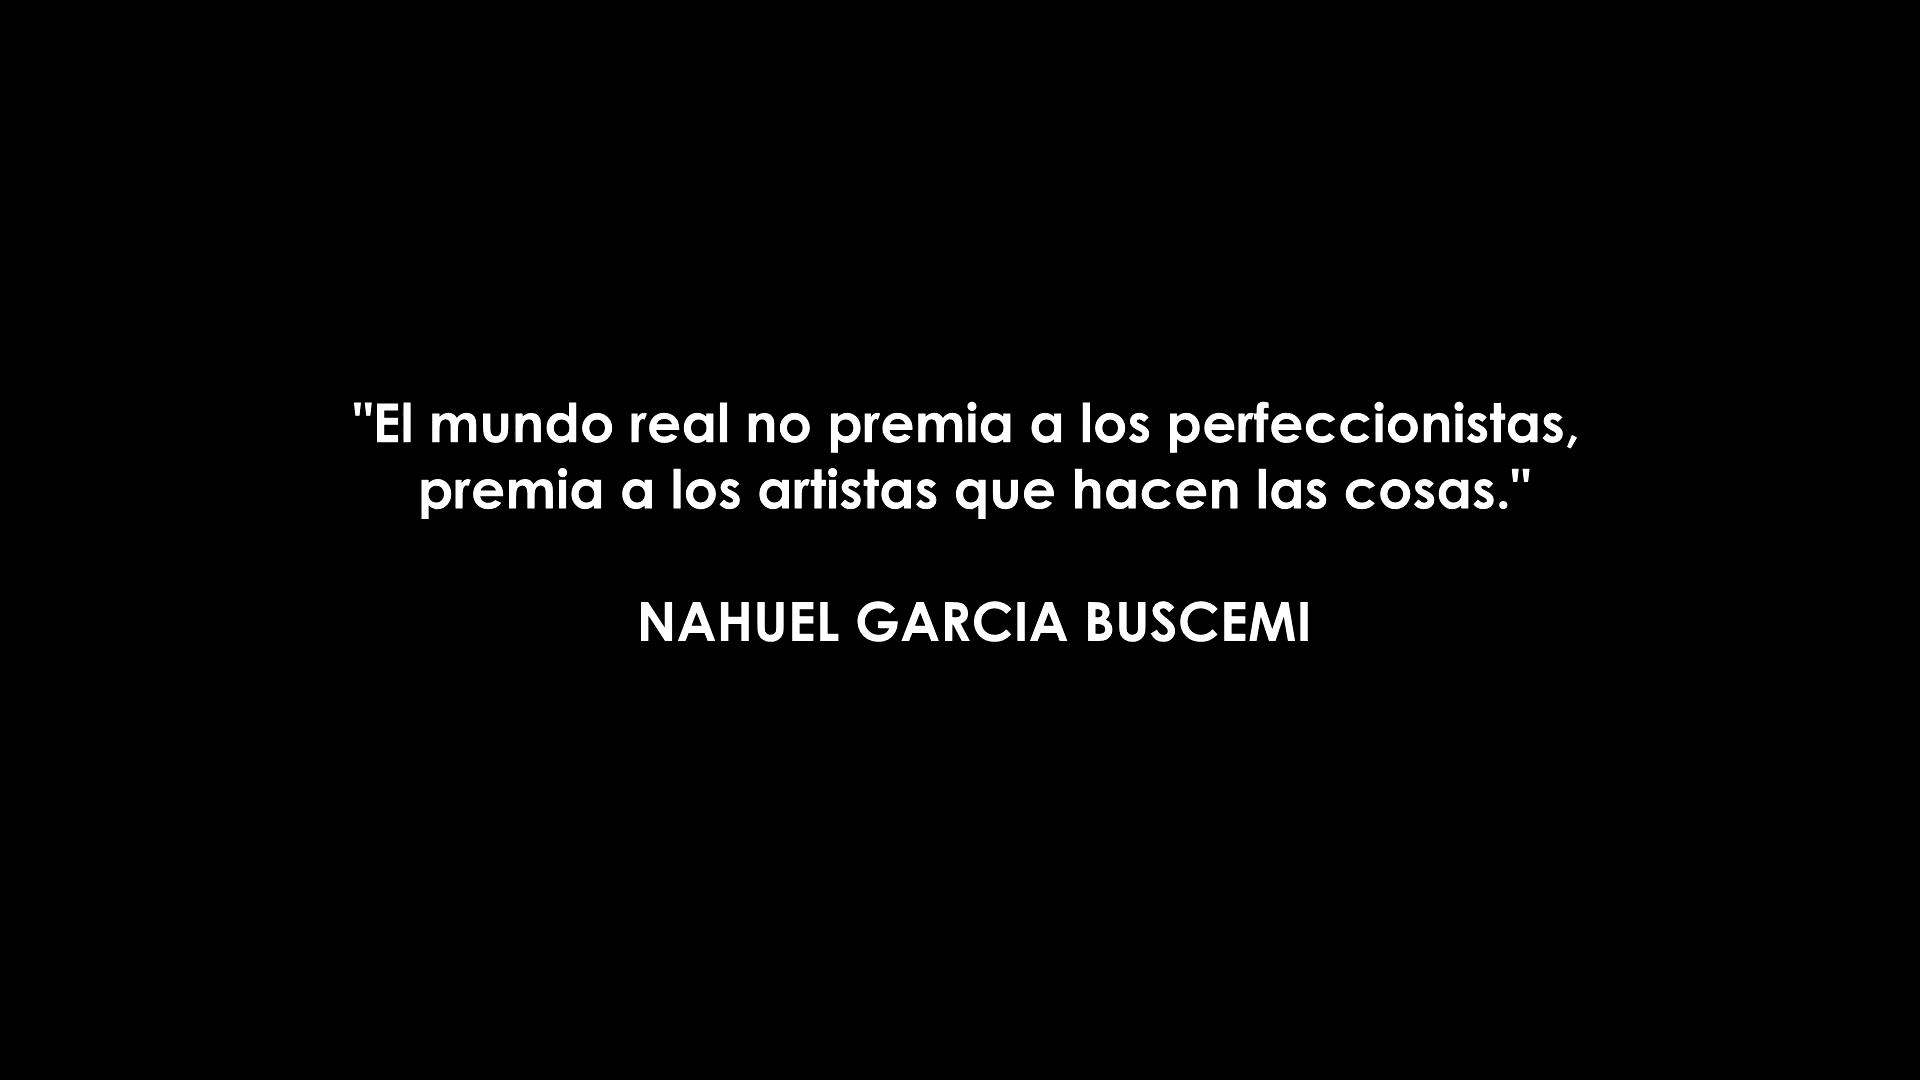 "El mundo real no premia a los perfeccionistas,
premia a los artistas que hacen las cosas."
NAHUEL GARCIA BUSCEMI